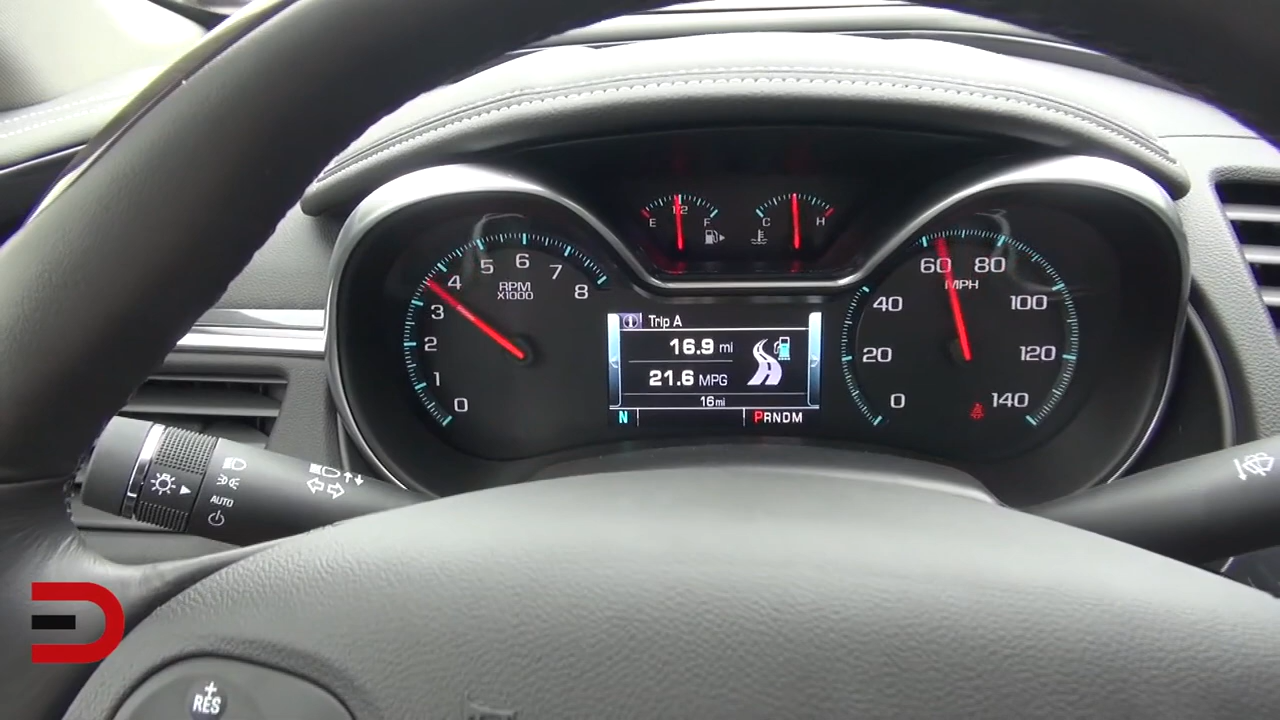 E 1/2 F
C H
0 1 2 3 4 5 6 7 8
RPM
X1000
Trip A
16.9 mi
21.6 MPG
16mi
N PRNDM
0 20 40 60 80 100 120 140
MPH
AUTO
+
RES